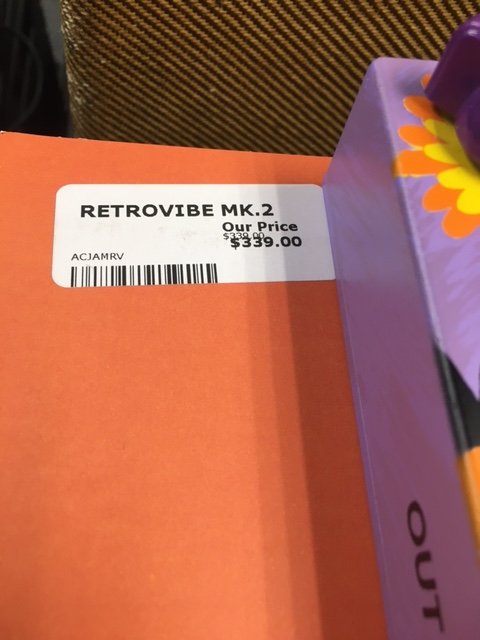 RETROVIBE MK.2
Our Price
$339.00
$339.00
ACJAMRV
OUT